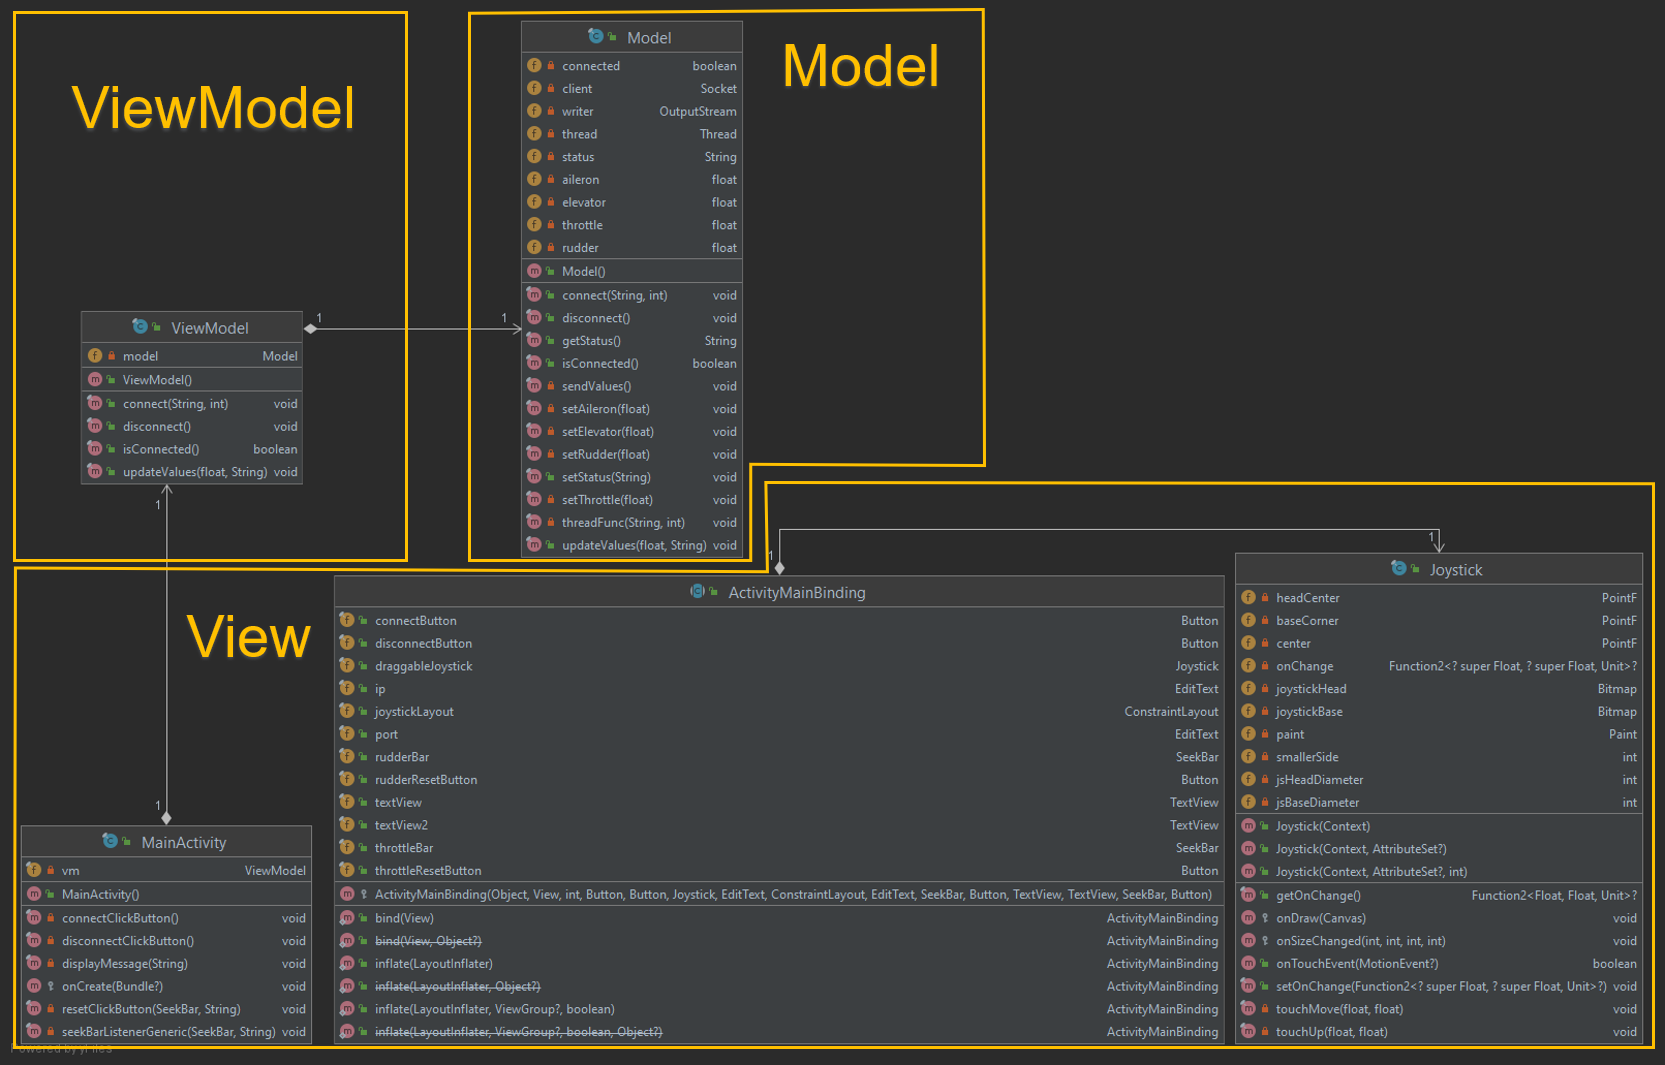 ViewModel
Model
View
Model
connected boolean
client Socket
writer OutputStream
thread Thread
status String
aileron float
elevator float
throttle float
rudder float
Model()
connect(String, int) void
disconnect() void
getStatus() String
isConnected() boolean
sendValues() void
setAileron(float) void
setElevator(float) void
setRudder(float) void
setStatus(String) void
setThrottle(float) void
threadFunc(String, int) void
updateValues(float, String) void
1
1
ViewModel
model Model
ViewModel()
connect(String, int) void
disconnect() void
isConnected() boolean
updateValues(float, String) void
1
1
MainActivity
vm ViewModel
MainActivity()
connectClickButton() void
disconnectClickButton() void
displayMessage(String) void
onCreate(Bundle?) void
resetClickButton(SeekBar, String) void
seekBarListenerGeneric(SeekBar, String) void
1
1
ActivityMainBinding
connectButton Button
disconnectButton Button
draggableJoystick Joystick
ip EditText
joystickLayout ConstraintLayout
port EditText
rudderBar SeekBar
rudderResetButton Button
textView TextView
textView2 TextView
throttleBar SeekBar
throttleResetButton Button
ActivityMainBinding(Object, View, int, Button, Button, Joystick, EditText, ConstraintLayout, EditText, SeekBar, Button, TextView, TextView, SeekBar, Button)
bind(View) ActivityMainBinding
bind(View, Object?) ActivityMainBinding
inflate(LayoutInflater) ActivityMainBinding
inflate(LayoutInflater, Object?) ActivityMainBinding
inflate(LayoutInflater, ViewGroup?, boolean) ActivityMainBinding
inflate(LayoutInflater, ViewGroup?, boolean, Object?) ActivityMainBinding
Joystick
headCenter PointF
baseCorner PointF
center PointF
onChange Function2<? super Float, ? super Float, Unit>?
joystickHead Bitmap
joystickBase Bitmap
paint Paint
smallerSide int
jsHeadDiameter int
jsBaseDiameter int
Joystick(Context)
Joystick(Context, AttributeSet?)
Joystick(Context, AttributeSet?, int)
getOnChange() Function2<Float, Float, Unit>?
onDraw(Canvas) void
onSizeChanged(int, int, int, int) void
onTouchEvent(MotionEvent?) boolean
setOnChange(Function2<? super Float, ? super Float, Unit>?) void
touchMove(float, float) void
touchUp(float, float) void
Powered by yFiles